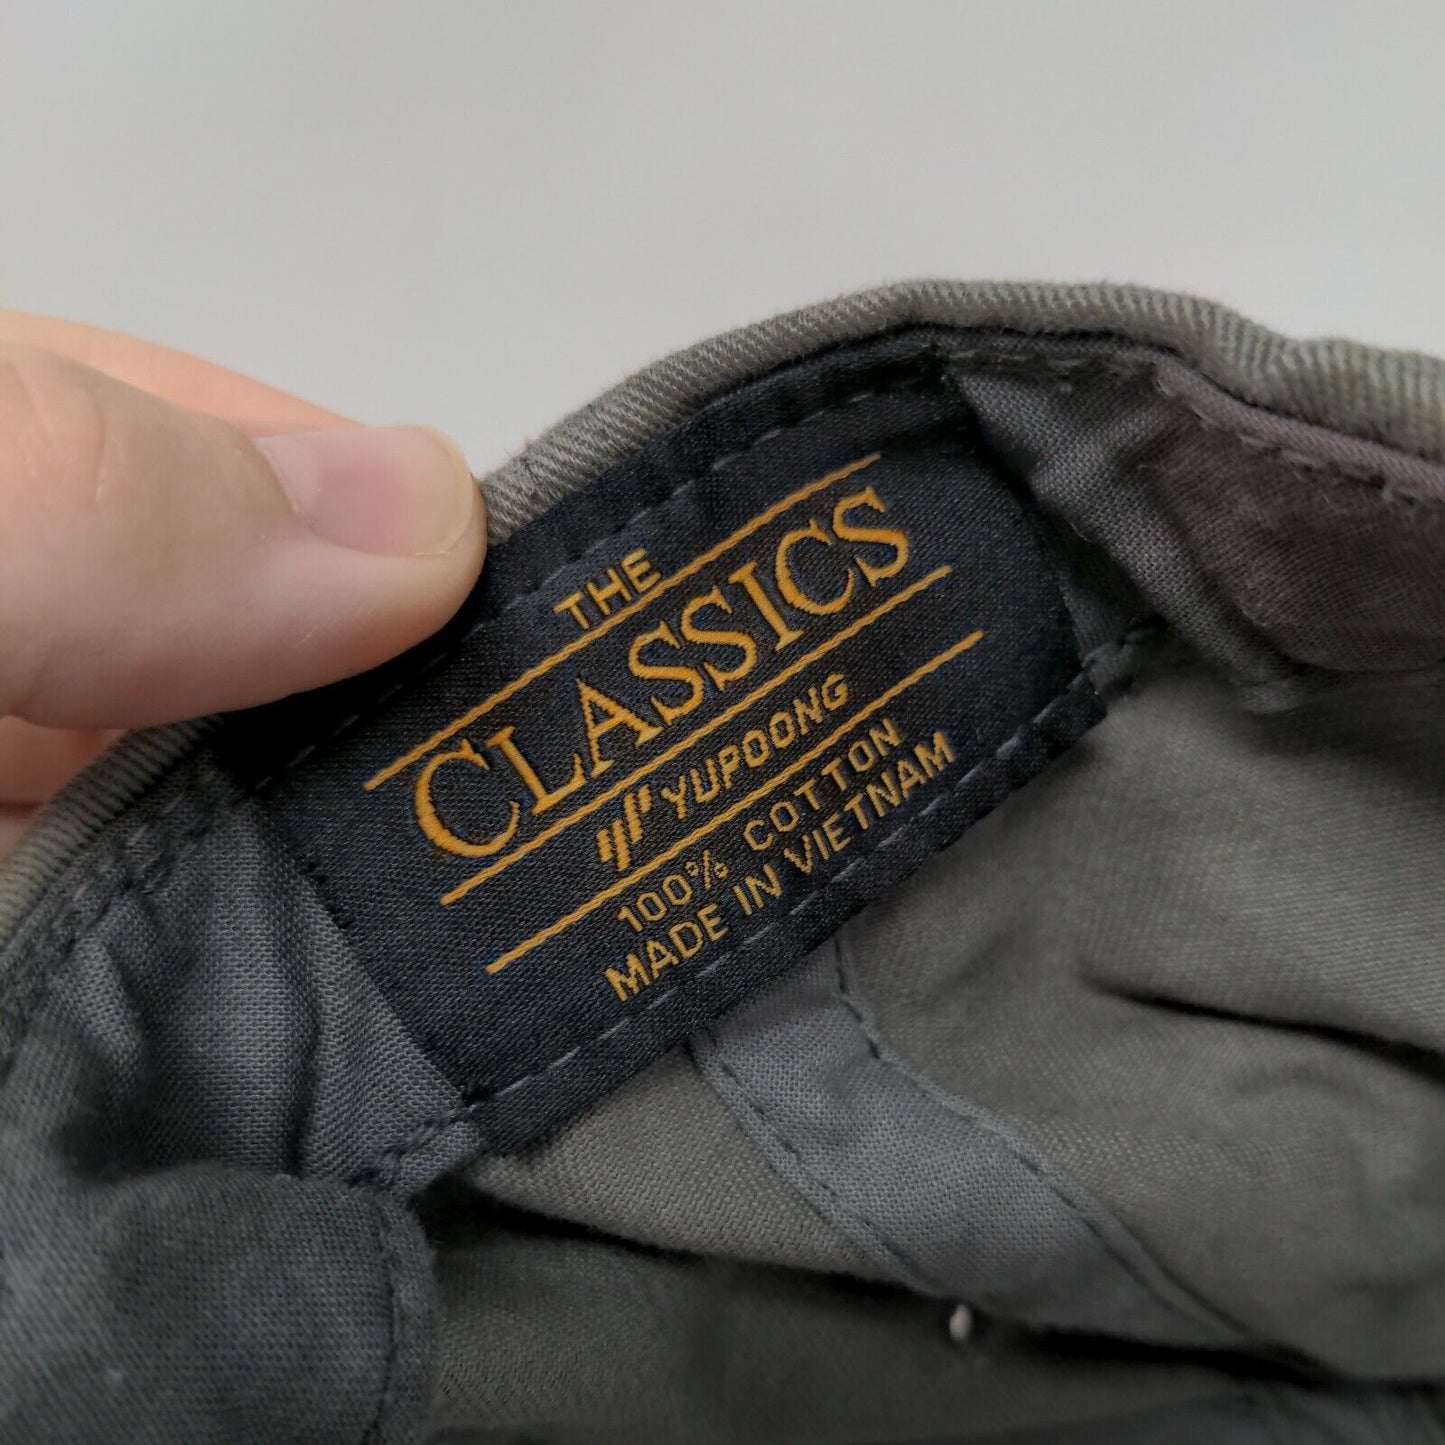 THE
CLASSICS
YUPOONG
100% COTTON
MADE IN VIETNAM